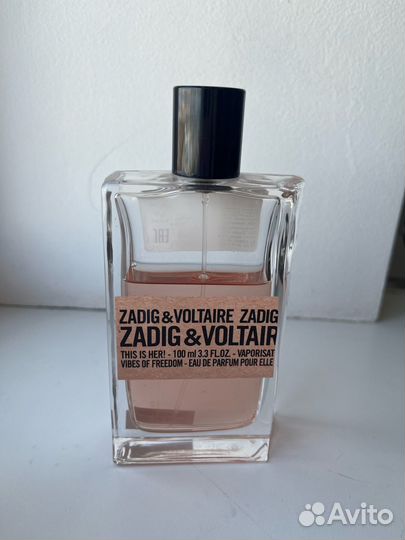 ZADIG & VOLTAIRE ZADIG
ZADIG & VOLTAIR
THIS IS HER! - 100 ml 3.3 FL.OZ. - VAPORISAT
VIBES OF FREEDOM - EAU DE PARFUM POUR ELLE
Avito